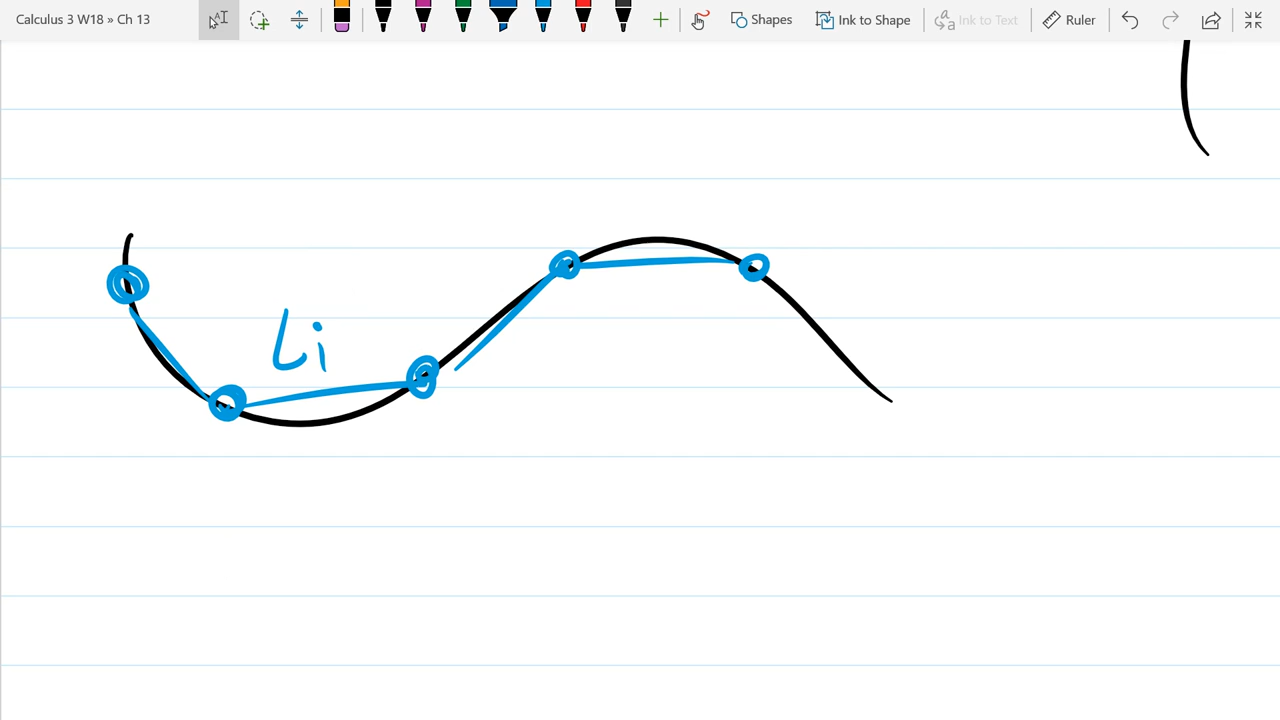 Calculus 3 W18 » Ch 13
Shapes
Ink to Shape
Ink to Text
Ruler
Li